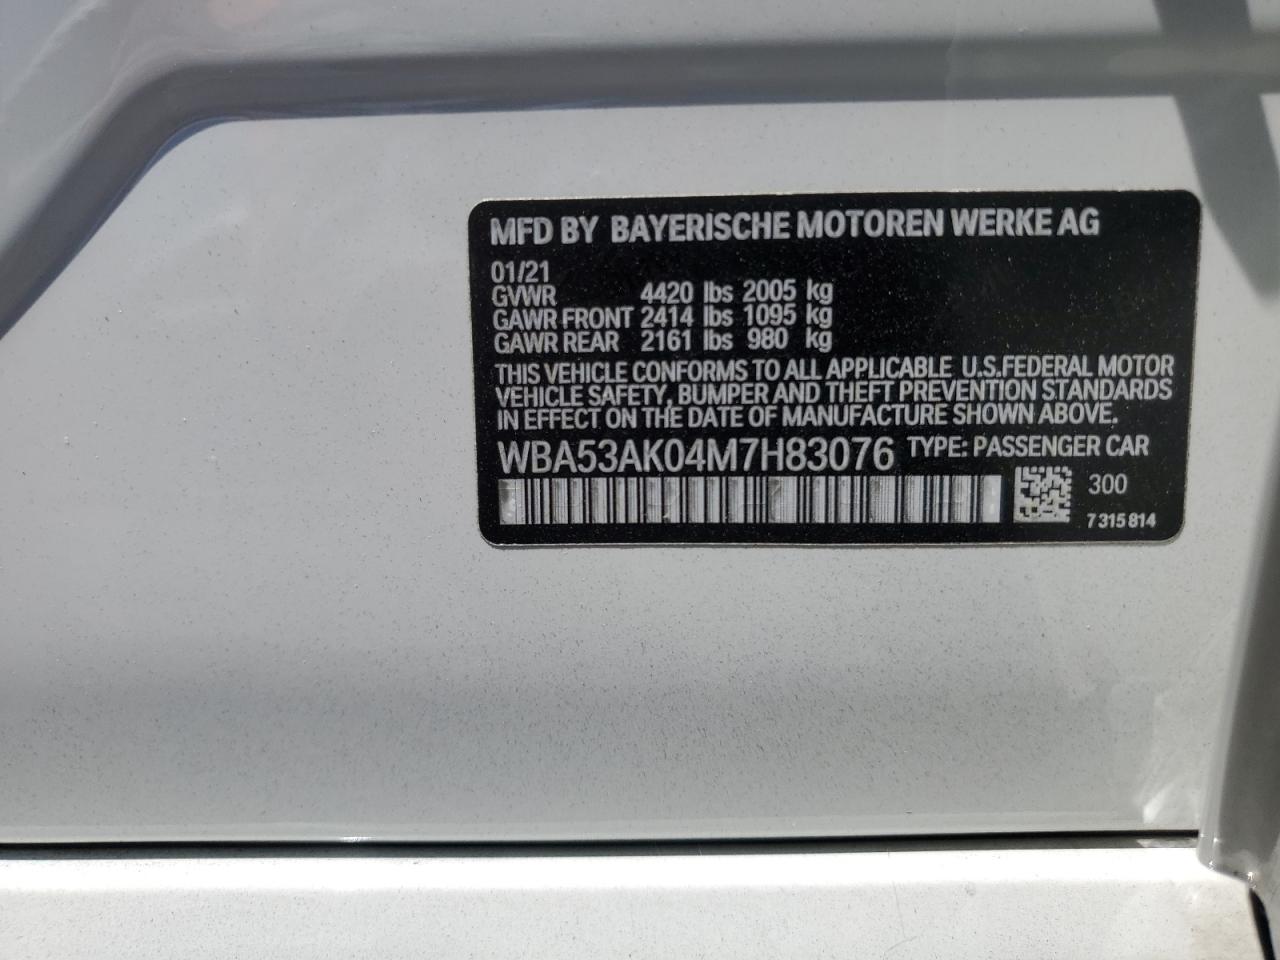 MFD BY BAYERISCHE MOTOREN WERKE AG
01/21
GVWR 4420 lbs 2005 kg
GAWR FRONT 2414 lbs 1095 kg
GAWR REAR 2161 lbs 980 kg
THIS VEHICLE CONFORMS TO ALL APPLICABLE U.S.FEDERAL MOTOR
VEHICLE SAFETY, BUMPER AND THEFT PREVENTION STANDARDS
IN EFFECT ON THE DATE OF MANUFACTURE SHOWN ABOVE.
WBA53AK04M7H83076 TYPE: PASSENGER CAR
300
7 315 814